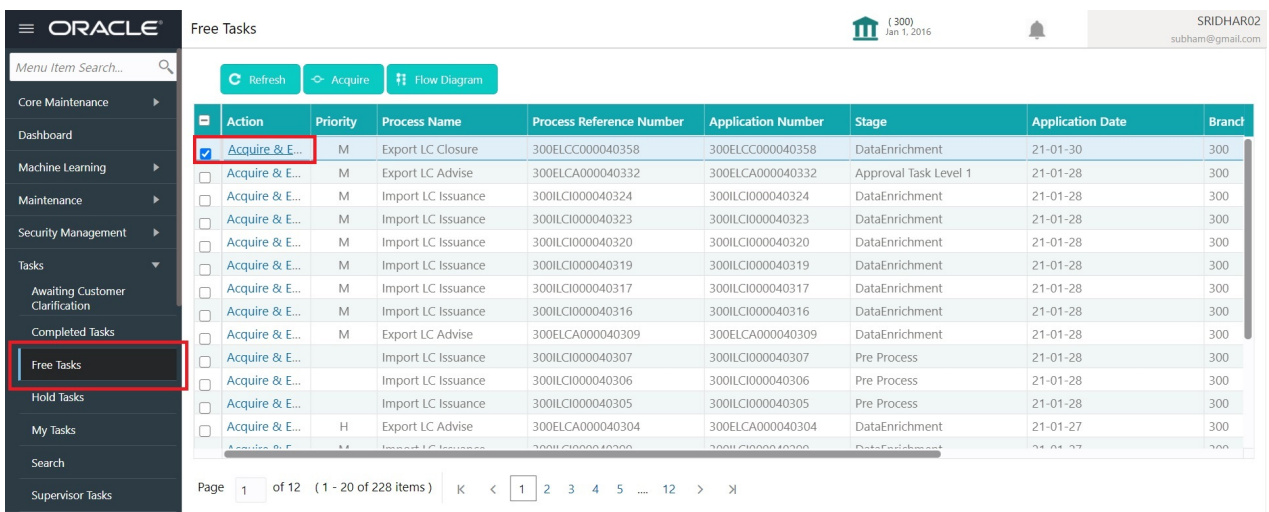 ORACLE
Free Tasks
( 300)
Jan 1, 2016
SRIDHAR02
subham@gmail.com
Menu Item Search...
Core Maintenance
Dashboard
Machine Learning
Maintenance
Security Management
Tasks
Awaiting Customer
Clarification
Completed Tasks
Free Tasks
Hold Tasks
My Tasks
Search
Supervisor Tasks
Refresh Acquire Flow Diagram
Action Priority Process Name Process Reference Number Application Number Stage Application Date Branch
Acquire & E... M Export LC Closure 300ELCC000040358 300ELCC000040358 DataEnrichment 21-01-30 300
Acquire & E... M Export LC Advise 300ELCA000040332 300ELCA000040332 Approval Task Level 1 21-01-28 300
Acquire & E... M Import LC Issuance 300ILCI000040324 300ILCI000040324 DataEnrichment 21-01-28 300
Acquire & E... M Import LC Issuance 300ILCI000040323 300ILCI000040323 DataEnrichment 21-01-28 300
Acquire & E... M Import LC Issuance 300ILCI000040320 300ILCI000040320 DataEnrichment 21-01-28 300
Acquire & E... M Import LC Issuance 300ILCI000040319 300ILCI000040319 DataEnrichment 21-01-28 300
Acquire & E... M Import LC Issuance 300ILCI000040317 300ILCI000040317 DataEnrichment 21-01-28 300
Acquire & E... M Import LC Issuance 300ILCI000040316 300ILCI000040316 DataEnrichment 21-01-28 300
Acquire & E... M Export LC Advise 300ELCA000040309 300ELCA000040309 DataEnrichment 21-01-28 300
Acquire & E... Import LC Issuance 300ILCI000040307 300ILCI000040307 Pre Process 21-01-28 300
Acquire & E... Import LC Issuance 300ILCI000040306 300ILCI000040306 Pre Process 21-01-28 300
Acquire & E... Import LC Issuance 300ILCI000040305 300ILCI000040305 Pre Process 21-01-28 300
Acquire & E... H Export LC Advise 300ELCA000040304 300ELCA000040304 DataEnrichment 21-01-27 300
Page 1 of 12 ( 1 - 20 of 228 items) 1 2 3 4 5 .... 12